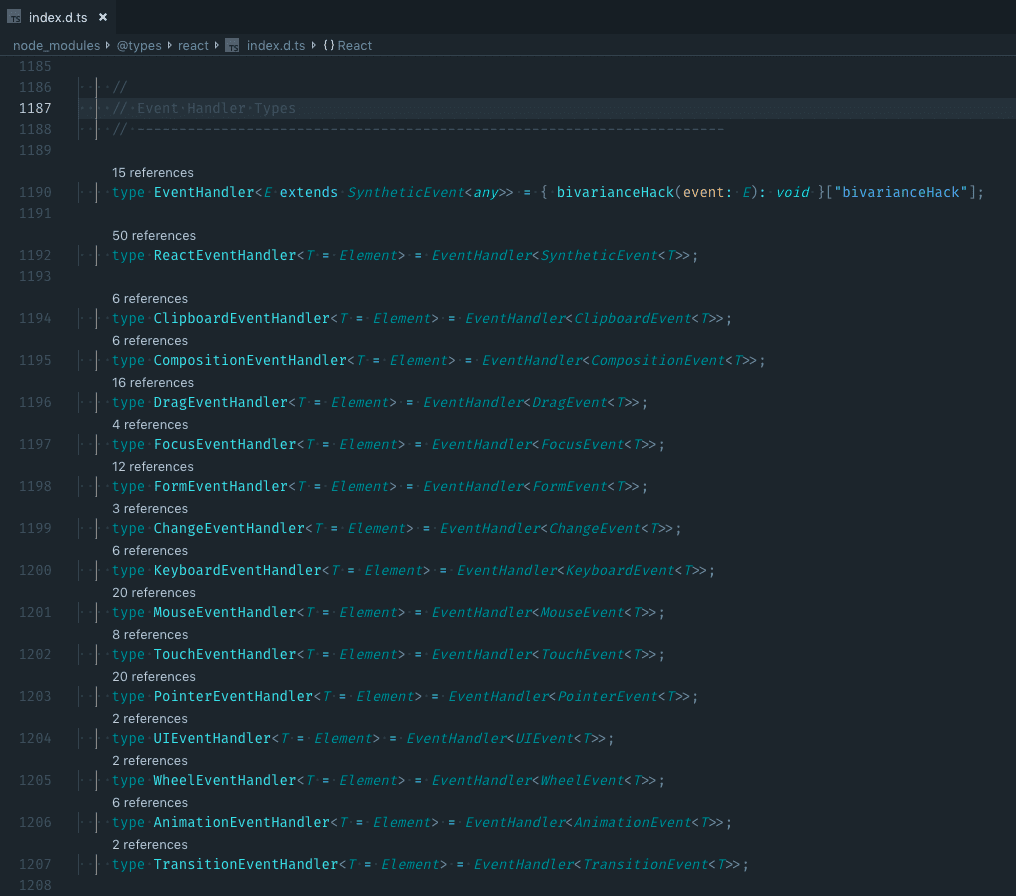 index.d.ts ×
node_modules @types react TS index.d.ts {} React
1185
1186 //
1187 // Event Handler Types
1188 // ----------------------------------------------------------------------
1189
15 references
1190 type EventHandler<E extends SyntheticEvent<any>> = { bivarianceHack(event: E): void }["bivarianceHack"];
1191
50 references
1192 type ReactEventHandler<T = Element> = EventHandler<SyntheticEvent<T>>;
1193
6 references
1194 type ClipboardEventHandler<T = Element> = EventHandler<ClipboardEvent<T>>;
6 references
1195 type CompositionEventHandler<T = Element> = EventHandler<CompositionEvent<T>>;
16 references
1196 type DragEventHandler<T = Element> = EventHandler<DragEvent<T>>;
4 references
1197 type FocusEventHandler<T = Element> = EventHandler<FocusEvent<T>>;
12 references
1198 type FormEventHandler<T = Element> = EventHandler<FormEvent<T>>;
3 references
1199 type ChangeEventHandler<T = Element> = EventHandler<ChangeEvent<T>>;
6 references
1200 type KeyboardEventHandler<T = Element> = EventHandler<KeyboardEvent<T>>;
20 references
1201 type MouseEventHandler<T = Element> = EventHandler<MouseEvent<T>>;
8 references
1202 type TouchEventHandler<T = Element> = EventHandler<TouchEvent<T>>;
20 references
1203 type PointerEventHandler<T = Element> = EventHandler<PointerEvent<T>>;
2 references
1204 type UIEventHandler<T = Element> = EventHandler<UIEvent<T>>;
2 references
1205 type WheelEventHandler<T = Element> = EventHandler<WheelEvent<T>>;
6 references
1206 type AnimationEventHandler<T = Element> = EventHandler<AnimationEvent<T>>;
2 references
1207 type TransitionEventHandler<T = Element> = EventHandler<TransitionEvent<T>>;
1208